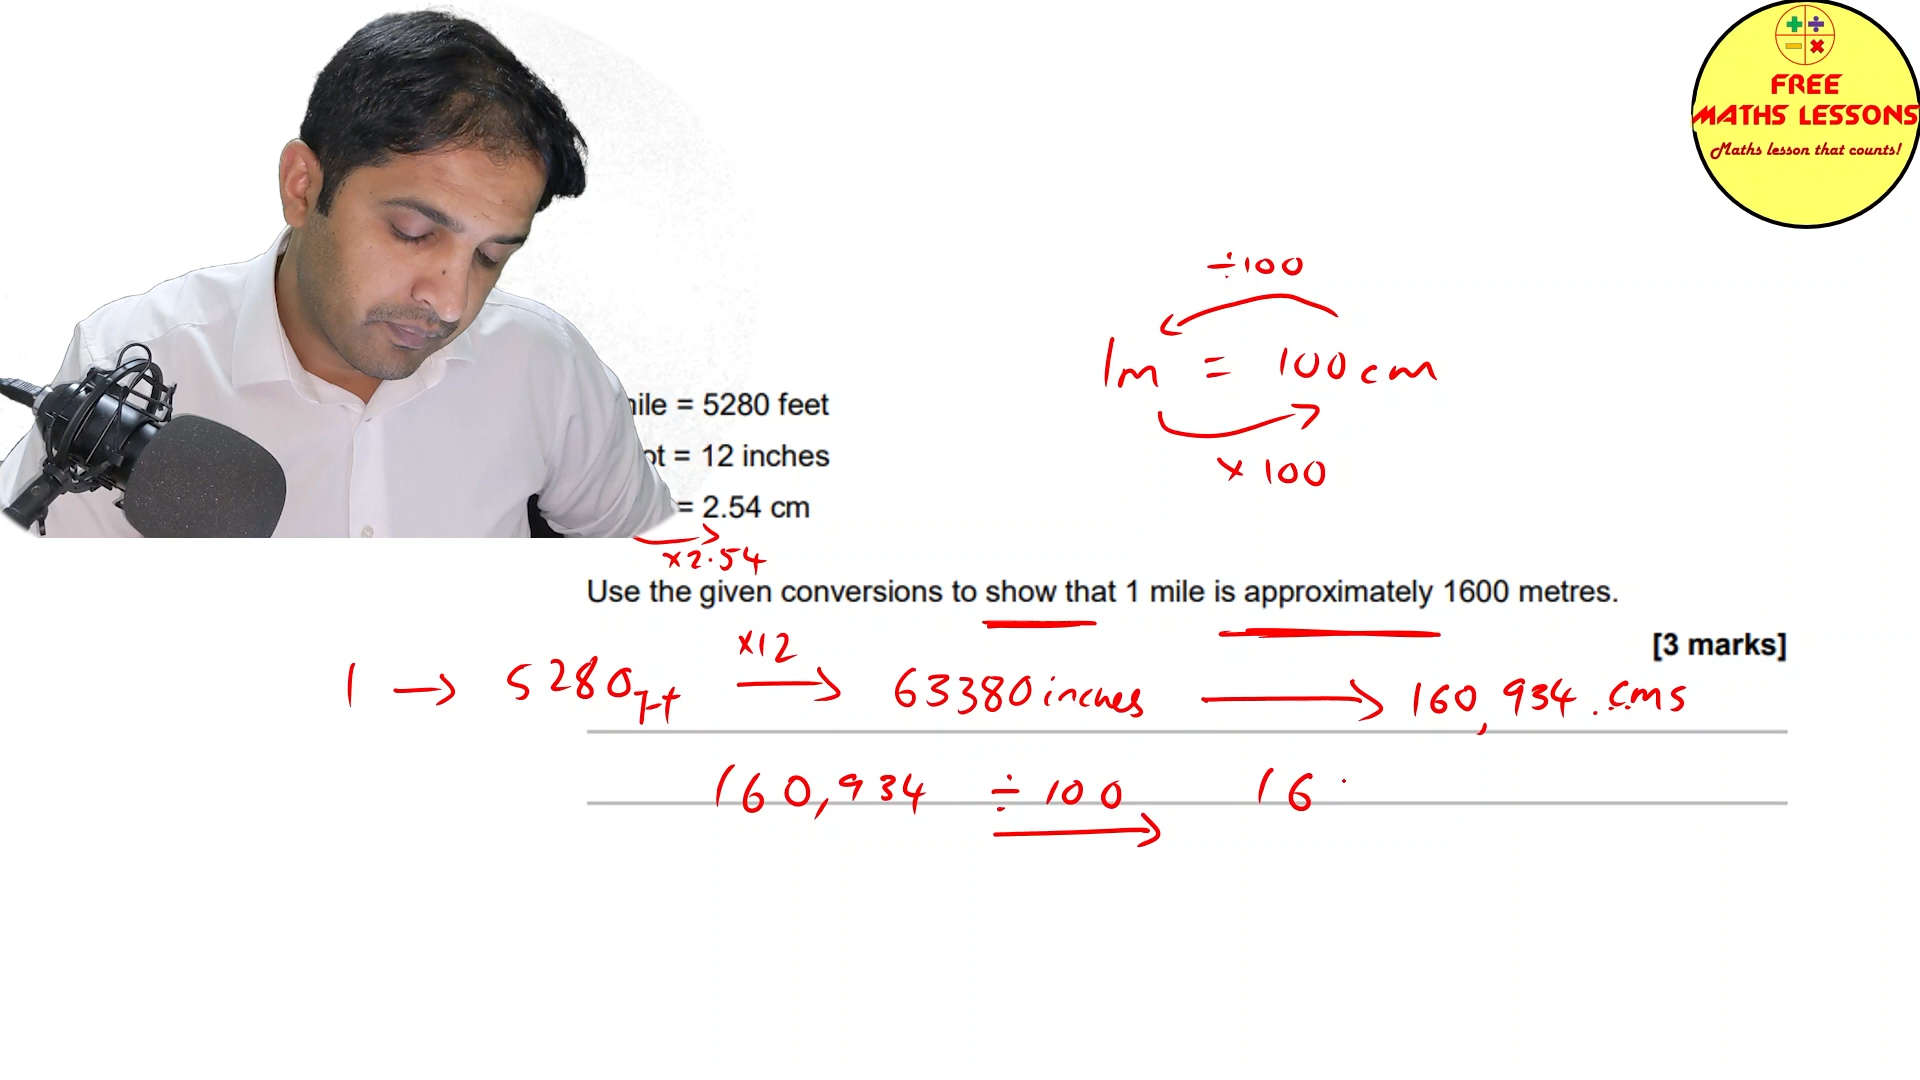 FREE
MATHS LESSONS
Maths lesson that counts!
÷100
1m = 100cm
× 100
ile = 5280 feet
ot = 12 inches
= 2.54 cm
×2.54
Use the given conversions to show that 1 mile is approximately 1600 metres.
[3 marks]
×12
1 → 5280ft → 63380 inches → 160,934 . cms
160,934 ÷ 100 16